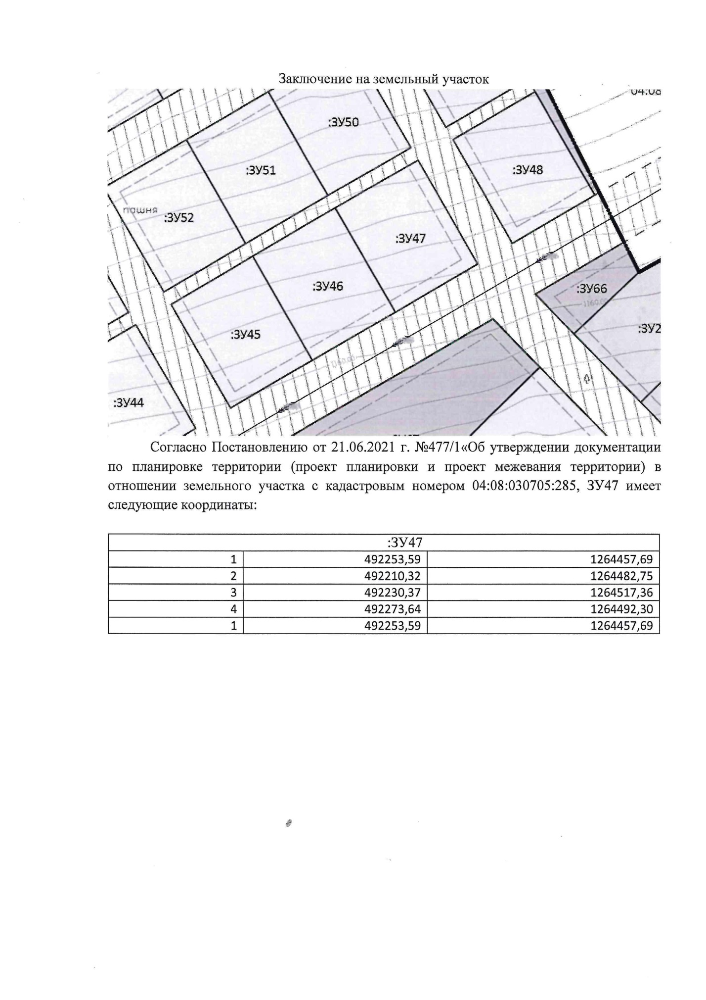 Заключение на земельный участок
04:08
:ЗУ50
:ЗУ51
:ЗУ48
пашня
:ЗУ52
:ЗУ47
:ЗУ46
:ЗУ66
1160.00
:ЗУ2
:ЗУ45
1160.00
:ЗУ44
Согласно Постановлению от 21.06.2021 г. №477/1«Об утверждении документации
по планировке территории (проект планировки и проект межевания территории) в
отношении земельного участка с кадастровым номером 04:08:030705:285, ЗУ47 имеет
следующие координаты:
:ЗУ47
1 492253,59 1264457,69
2 492210,32 1264482,75
3 492230,37 1264517,36
4 492273,64 1264492,30
1 492253,59 1264457,69